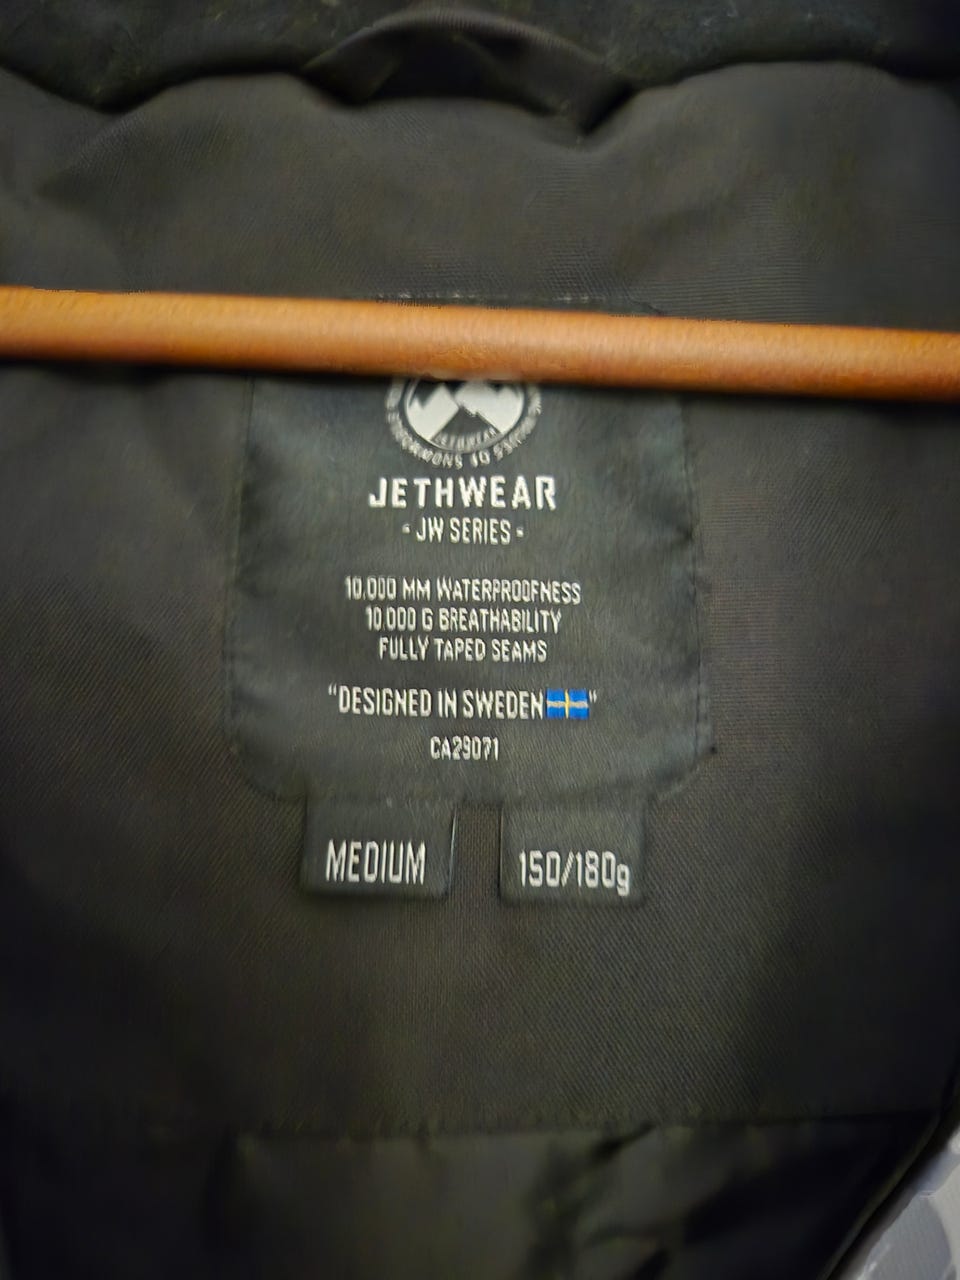 JETHWEAR
JETHWEAR
- JW SERIES -
10.000 MM WATERPROOFNESS
10.000 G BREATHABILITY
FULLY TAPED SEAMS
"DESIGNED IN SWEDEN"
CA29071
MEDIUM
150/180g